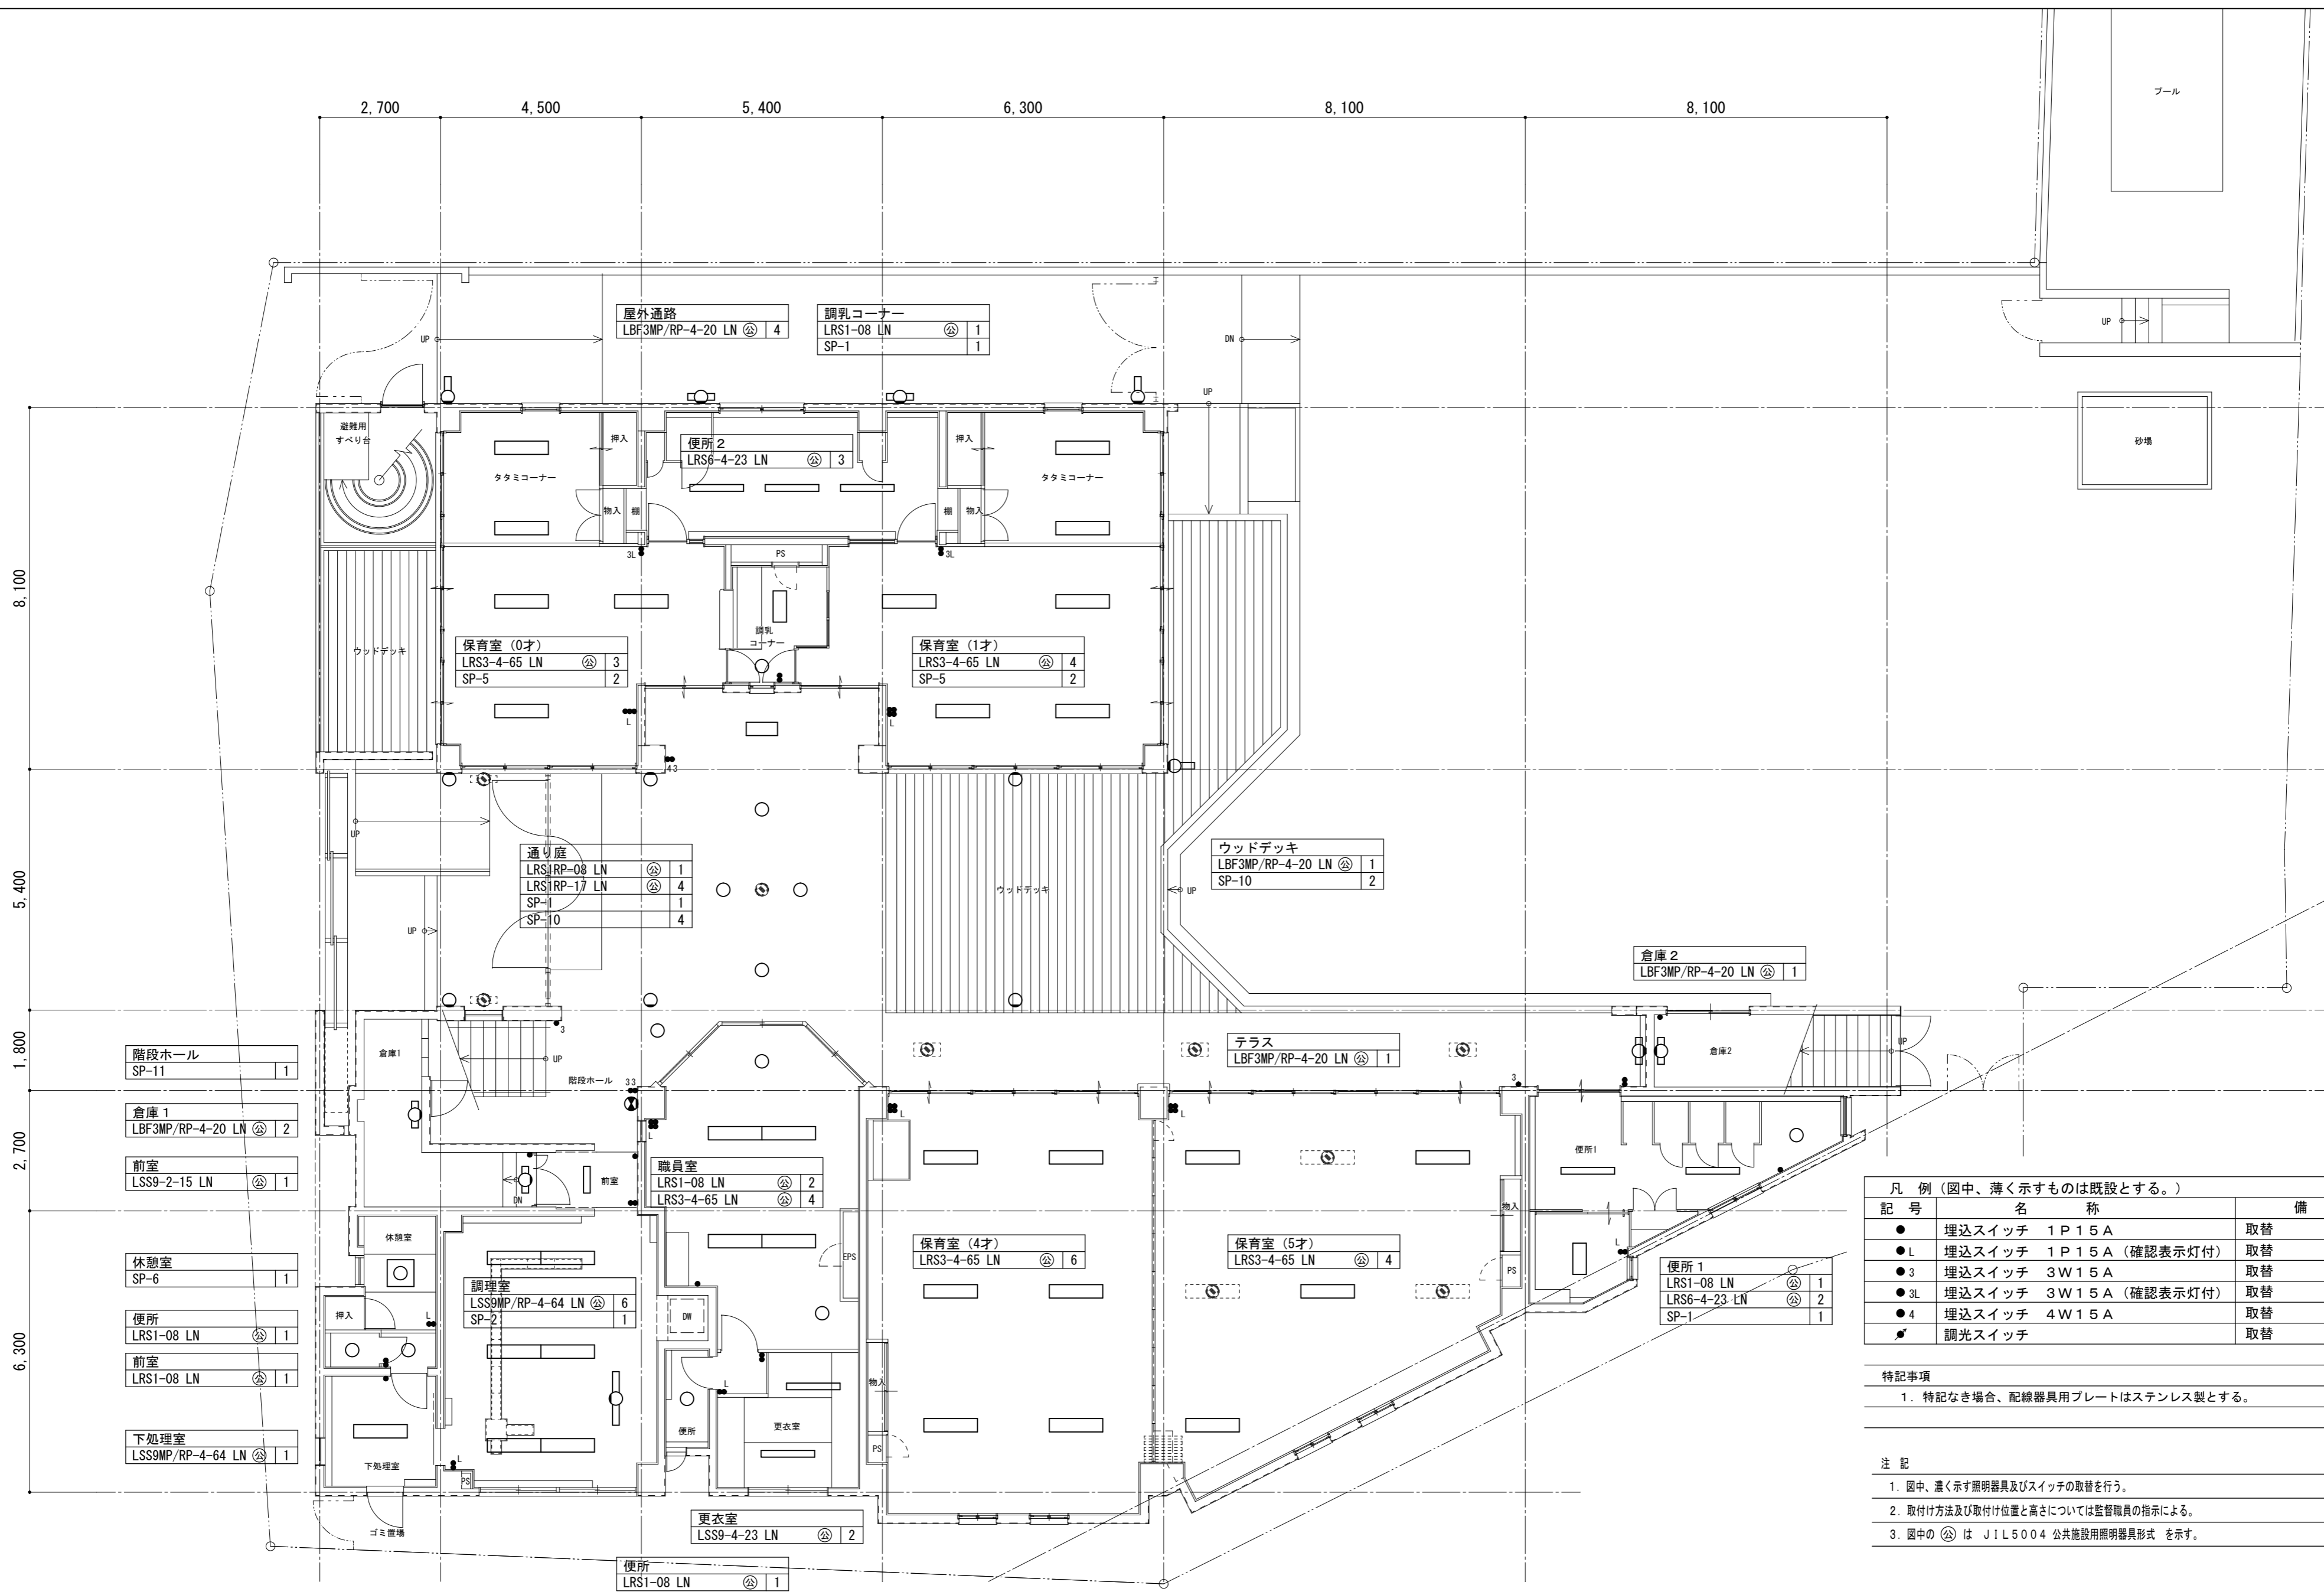 2,700
4,500
5,400
6,300
8,100
8,100
プール
屋外通路
LBF3MP/RP-4-20 LN 公 4
調乳コーナー
LRS1-08 LN 公 1
SP-1 1
UP
DN
UP
UP
避難用
すべり台
押入
便所２
LRS6-4-23 LN 公 3
押入
砂場
タタミコーナー
タタミコーナー
物入
棚
棚
物入
3L
PS
3L
8,100
調乳
コーナー
ウッドデッキ
保育室（0才）
LRS3-4-65 LN 公 3
SP-5 2
保育室（1才）
LRS3-4-65 LN 公 4
SP-5 2
L
L
43
UP
5,400
通り庭
LRS1RP-08 LN 公 1
LRS1RP-17 LN 公 4
SP-1 1
SP-10 4
ウッドデッキ
ウッドデッキ
LBF3MP/RP-4-20 LN 公 1
SP-10 2
UP
UP
倉庫２
LBF3MP/RP-4-20 LN 公 1
1,800
3
階段ホール
SP-11 1
倉庫1
UP
階段ホール
33
テラス
LBF3MP/RP-4-20 LN 公 1
倉庫2
UP
3
倉庫１
LBF3MP/RP-4-20 LN 公 2
L
L
L
2,700
前室
LSS9-2-15 LN 公 1
前室
DN
職員室
LRS1-08 LN 公 2
LRS3-4-65 LN 公 4
便所1
物入
凡 例（図中、薄く示すものは既設とする。）
記 号 名 称 備
● 埋込スイッチ １Ｐ１５Ａ 取替
●L 埋込スイッチ １Ｐ１５Ａ（確認表示灯付） 取替
●3 埋込スイッチ ３Ｗ１５Ａ 取替
●3L 埋込スイッチ ３Ｗ１５Ａ（確認表示灯付） 取替
●4 埋込スイッチ ４Ｗ１５Ａ 取替
調光スイッチ 取替
休憩室
EPS
保育室（4才）
LRS3-4-65 LN 公 6
保育室（5才）
LRS3-4-65 LN 公 4
L
PS
便所１
LRS1-08 LN 公 1
LRS6-4-23 LN 公 2
SP-1 1
休憩室
SP-6 1
調理室
LSS9MP/RP-4-64 LN 公 6
SP-2 1
押入
L
DW
便所
LRS1-08 LN 公 1
6,300
前室
LRS1-08 LN 公 1
特記事項
1. 特記なき場合、配線器具用プレートはステンレス製とする。
L
物入
便所
更衣室
下処理室
LSS9MP/RP-4-64 LN 公 1
下処理室
L
PS
PS
注 記
1. 図中、濃く示す照明器具及びスイッチの取替を行う。
2. 取付け方法及び取付け位置と高さについては監督職員の指示による。
3. 図中の 公 は ＪＩＬ５００４ 公共施設用照明器具形式 を示す。
ゴミ置場
更衣室
LSS9-4-23 LN 公 2
便所
LRS1-08 LN 公 1